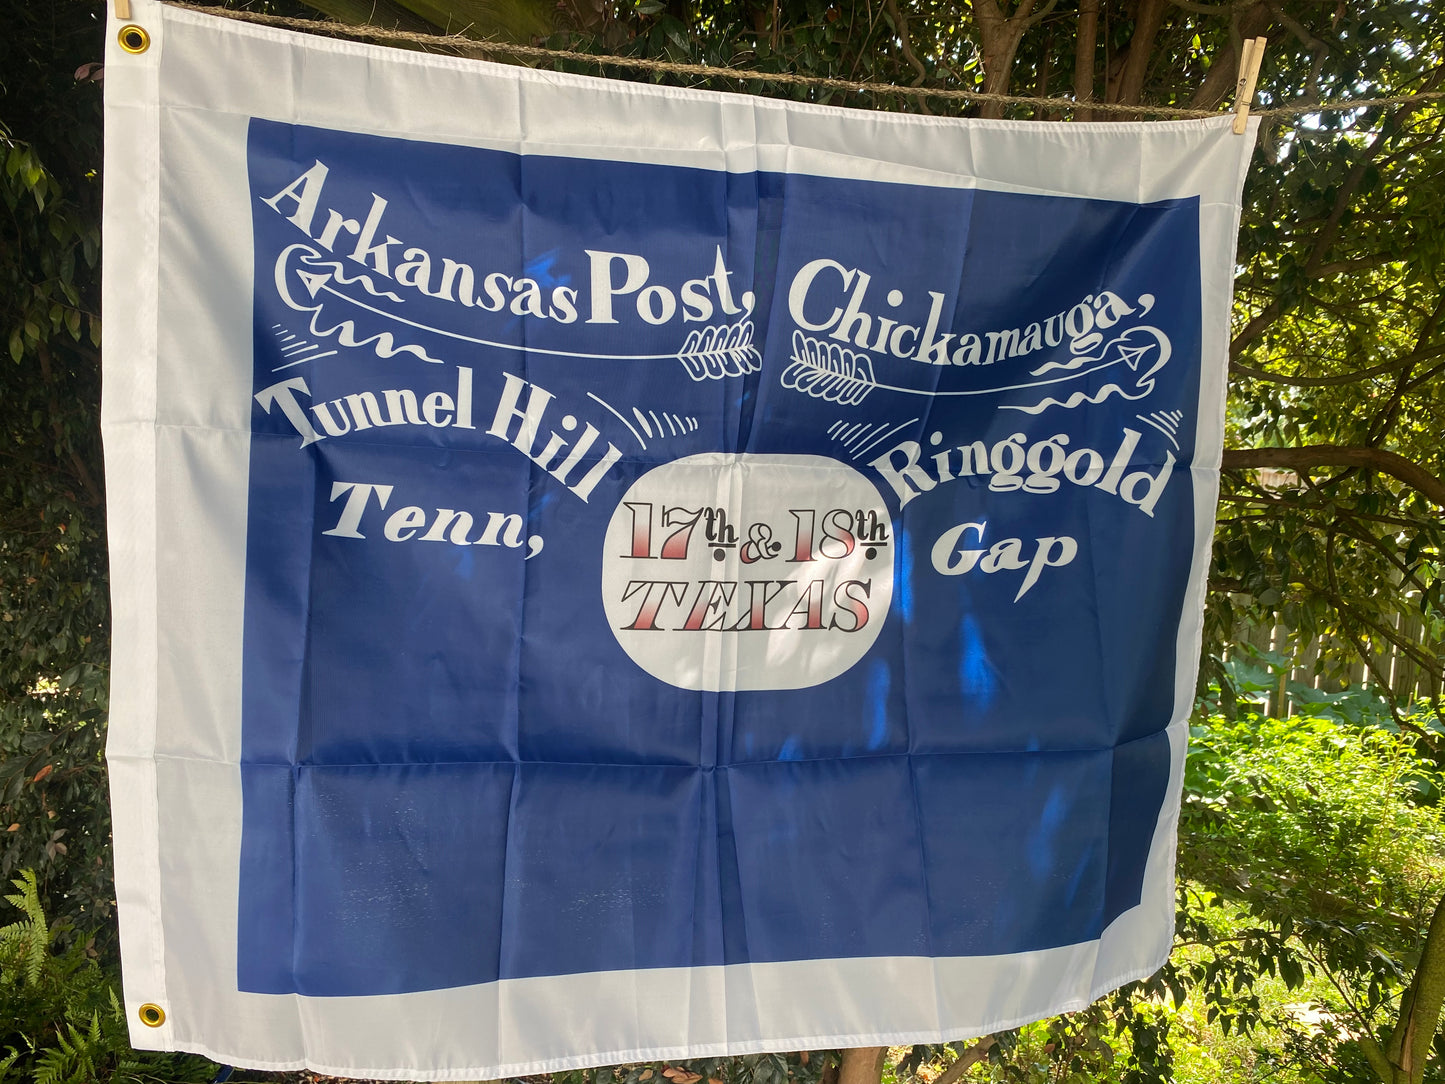 Arkansas Post, Chickamauga,
Tunnel Hill Ringgold
Tenn, Gap
17th & 18th
TEXAS